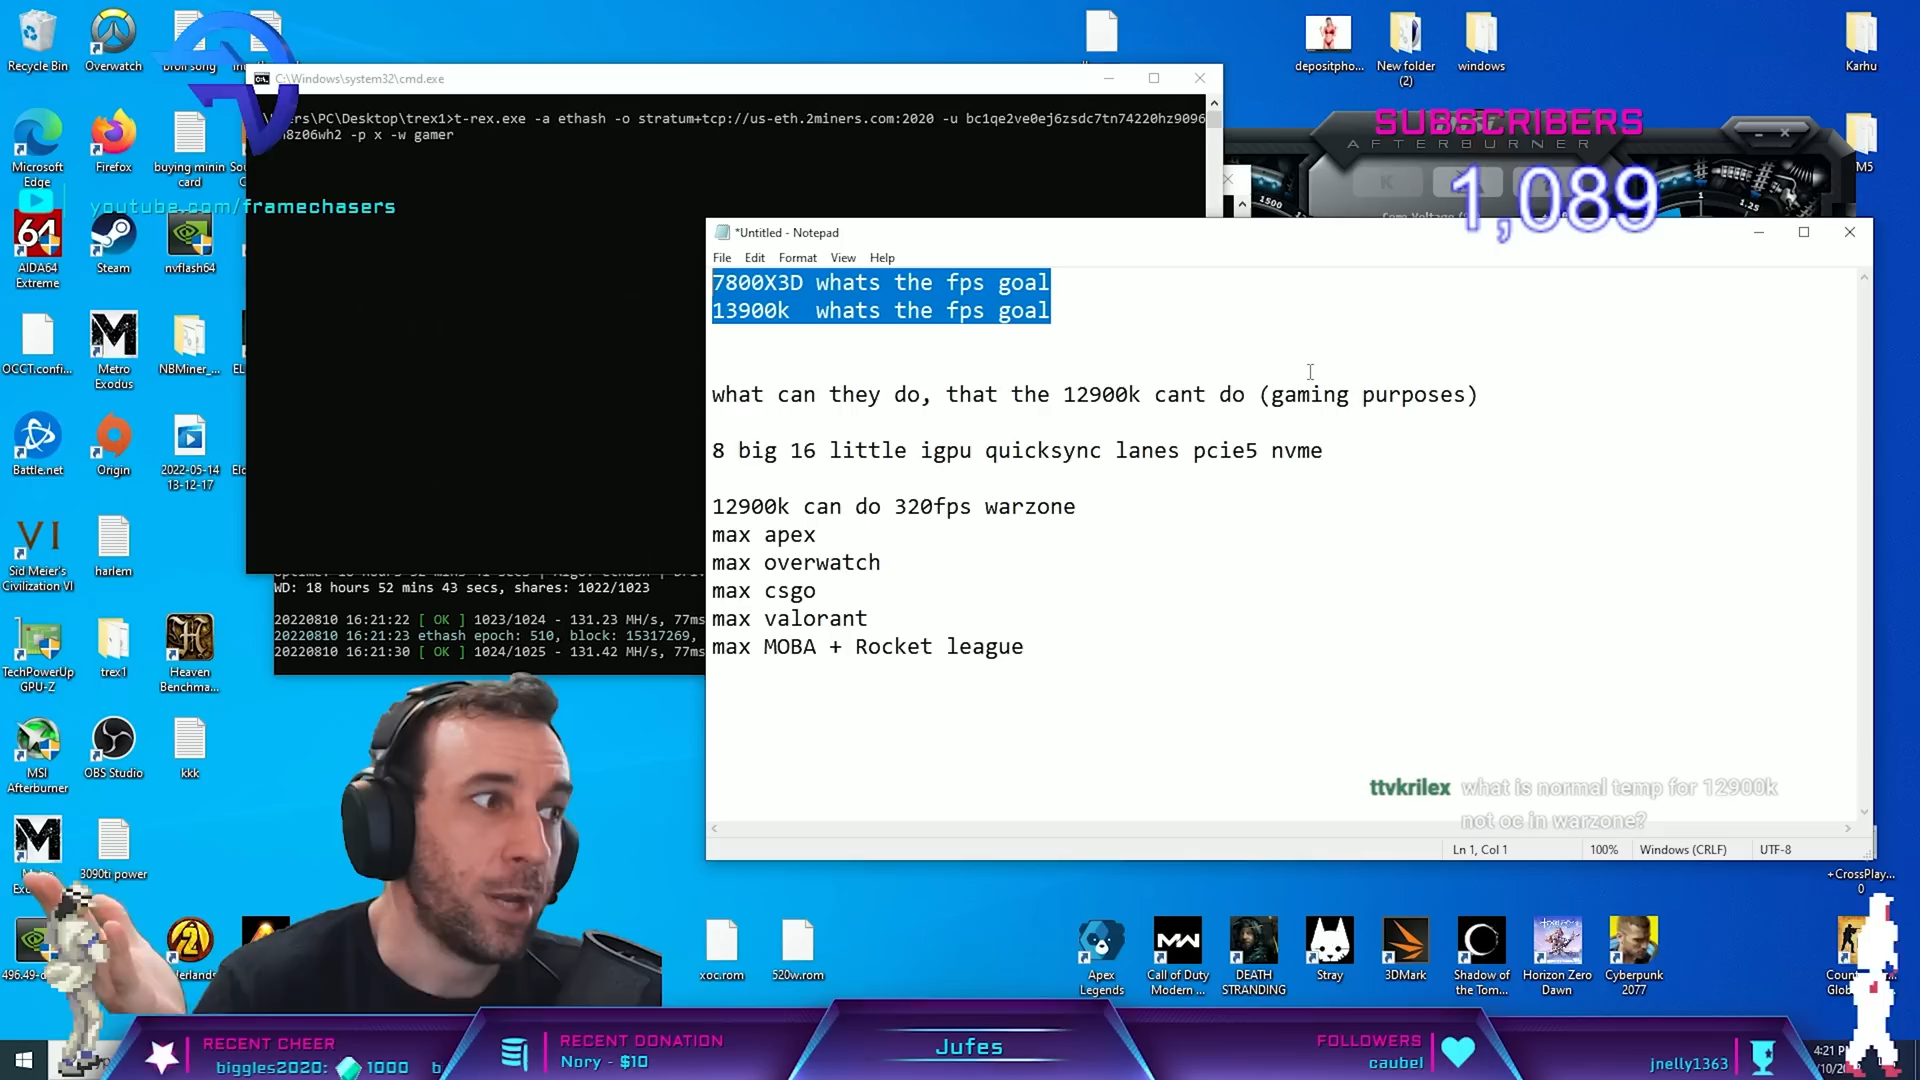 Recycle Bin
Overwatch
C:\Windows\system32\cmd.exe
ers\PC\Desktop\trex1>t-rex.exe -a ethash -o stratum+tcp://us-eth.2miners.com:2020 -u bc1qe2ve0ej6zsdc7tn74220hz9096
8z06wh2 -p x -w gamer
depositpho...
New folder
(2)
windows
Karhu
SUBSCRIBERS
AFTERBURNER
1,089
1500
1.25
M5
Microsoft
Edge
Firefox
buying minin
card
youtube.com/framechasers
AIDA64
Extreme
Steam
nvflash64
*Untitled - Notepad
File Edit Format View Help
7800X3D whats the fps goal
13900k  whats the fps goal
what can they do, that the 12900k cant do (gaming purposes)
8 big 16 little igpu quicksync lanes pcie5 nvme
12900k can do 320fps warzone
max apex
max overwatch
max csgo
max valorant
max MOBA + Rocket league
Ln 1, Col 1
100%
Windows (CRLF)
UTF-8
OCCT.confi...
Metro
Exodus
NBMiner_...
Battle.net
Origin
2022-05-14
13-12-17
Sid Meier's
Civilization VI
harlem
WD: 18 hours 52 mins 43 secs, shares: 1022/1023
20220810 16:21:22 [ OK ] 1023/1024 - 131.23 MH/s, 77ms
20220810 16:21:23 ethash epoch: 510, block: 15317269,
20220810 16:21:30 [ OK ] 1024/1025 - 131.42 MH/s, 77ms
TechPowerUp
GPU-Z
trex1
Heaven
Benchma...
MSI
Afterburner
OBS Studio
kkk
ttvkrilex what is normal temp for 12900k
not oc in warzone?
3090ti power
+CrossPlay...
0
xoc.rom
520w.rom
Apex
Legends
Call of Duty
Modern ...
DEATH
STRANDING
Stray
3DMark
Shadow of
the Tom...
Horizon Zero
Dawn
Cyberpunk
2077
RECENT CHEER
biggles2020: 1000 b
RECENT DONATION
Nory - $10
Jufes
FOLLOWERS
caubel
jnelly1363